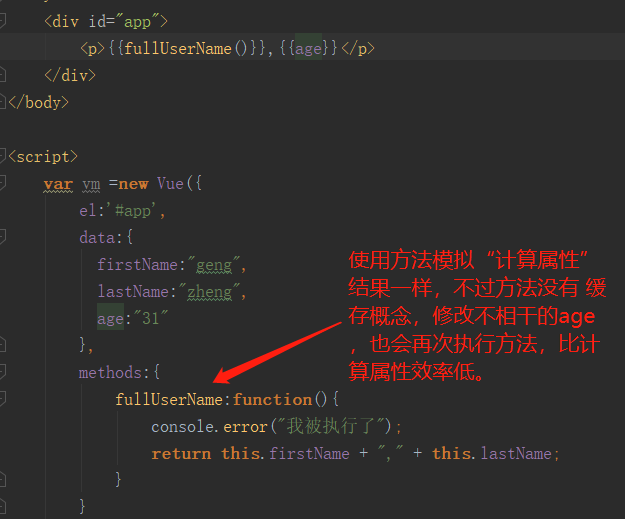 <div id="app">
<p>{{fullUserName()}},{{age}}</p>
</div>
</body>
<script>
var vm =new Vue({
el:'#app',
data:{
firstName:"geng",
lastName:"zheng",
age:"31"
},
methods:{
fullUserName:function(){
console.error("我被执行了");
return this.firstName + "," + this.lastName;
}
}
使用方法模拟“计算属性”
结果一样，不过方法没有 缓
存概念，修改不相干的age
，也会再次执行方法，比计
算属性效率低。